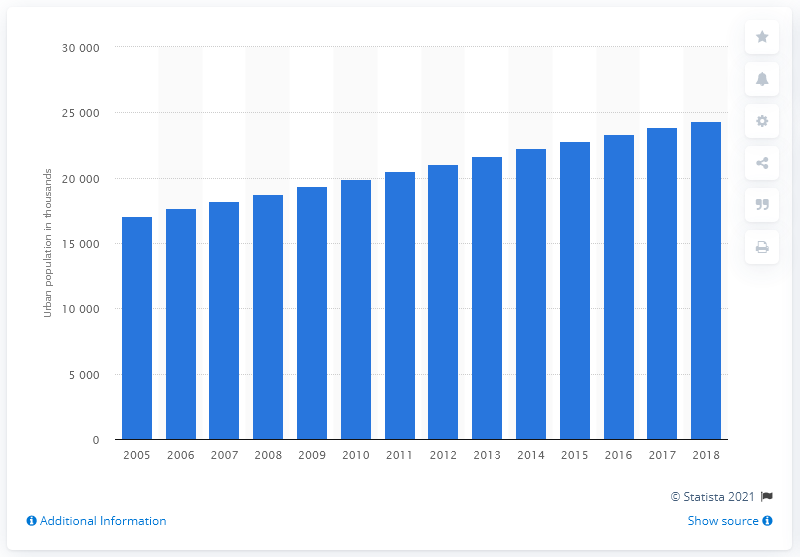 30 000
25 000
20 000
15 000
10 000
5 000
0
Urban population in thousands
2005 2006 2007 2008 2009 2010 2011 2012 2013 2014 2015 2016 2017 2018
© Statista 2021
Additional Information
Show source